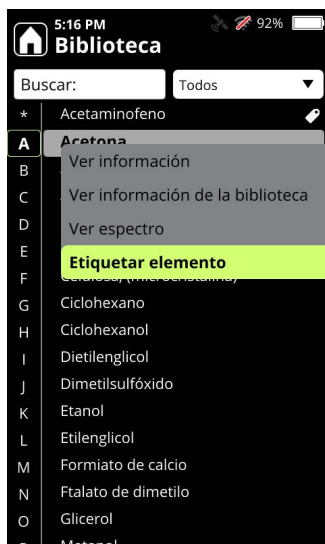 5:16 PM
92%
Biblioteca
Buscar:
Todos
*
Acetaminofeno
A
Acetona
Ver información
B
Ver información de la biblioteca
C
Ver espectro
D
Etiquetar elemento
E
F
G
Ciclohexano
H
Ciclohexanol
I
Dietilenglicol
J
Dimetilsulfóxido
K
Etanol
L
Etilenglicol
M
Formiato de calcio
N
Ftalato de dimetilo
O
Glicerol